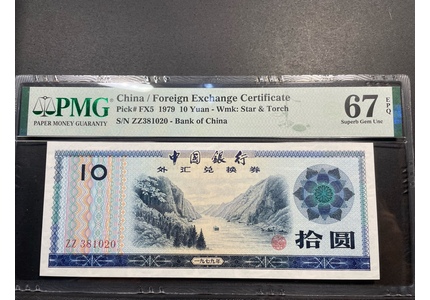 PMG
PAPER MONEY GUARANTY
China / Foreign Exchange Certificate
Pick# FX5 1979 10 Yuan - Wmk: Star & Torch
S/N ZZ381020 - Bank of China
67 EPQ
Superb Gem Unc
中國銀行
外汇兑换券
10
ZZ 381020
拾圆
一九七九年